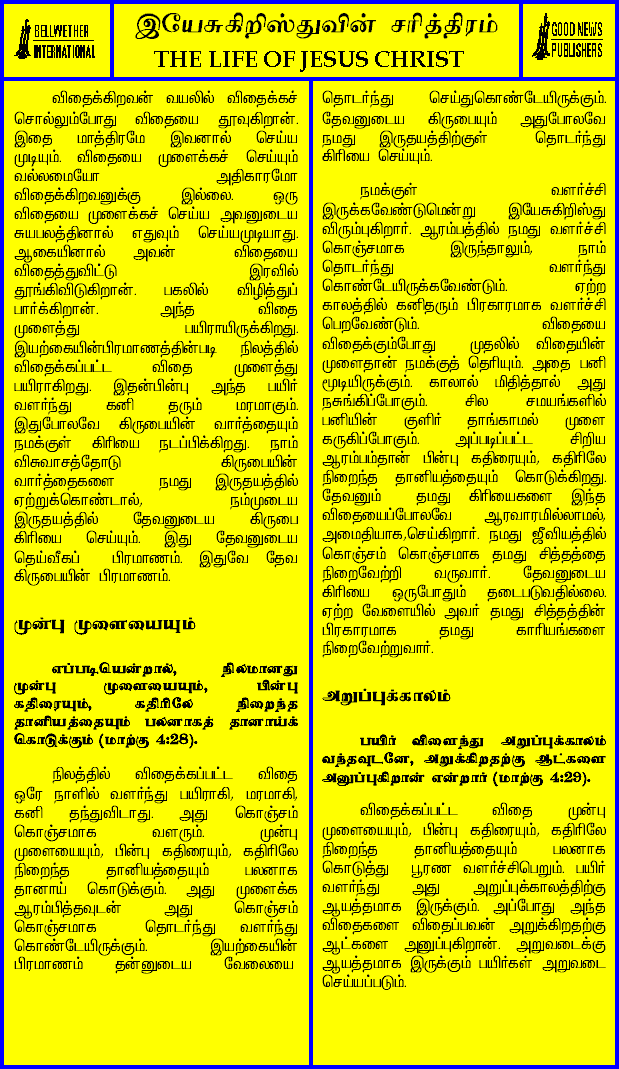 BELLWETHER
INTERNATIONAL
இயேசுகிறிஸ்துவின் சரித்திரம்
THE LIFE OF JESUS CHRIST
GOOD NEWS
PUBLISHERS
விதைக்கிறவன் வயலில் விதைக்கச்
சொல்லும்போது விதையை தூவுகிறான்.
இதை மாத்திரமே இவனால் செய்ய
முடியும். விதையை முளைக்கச் செய்யும்
வல்லமையோ அதிகாரமோ
விதைக்கிறவனுக்கு இல்லை. ஒரு
விதையை முளைக்கச் செய்ய அவனுடைய
சுயபலத்தினால் எதுவும் செய்யமுடியாது.
ஆகையினால் அவன் விதையை
விதைத்துவிட்டு இரவில்
தூங்கிவிடுகிறான். பகலில் விழித்துப்
பார்க்கிறான். அந்த விதை
முளைத்து பயிராயிருக்கிறது.
இயற்கையின்பிரமாணத்தின்படி நிலத்தில்
விதைக்கப்பட்ட விதை முளைத்து
பயிராகிறது. இதன்பின்பு அந்த பயிர்
வளர்ந்து கனி தரும் மரமாகும்.
இதுபோலவே கிருபையின் வார்த்தையும்
நமக்குள் கிரியை நடப்பிக்கிறது. நாம்
விசுவாசத்தோடு கிருபையின்
வார்த்தைகளை நமது இருதயத்தில்
ஏற்றுக்கொண்டால், நம்முடைய
இருதயத்தில் தேவனுடைய கிருபை
கிரியை செய்யும். இது தேவனுடைய
தெய்வீகப் பிரமாணம். இதுவே தேவ
கிருபையின் பிரமாணம்.
முன்பு முளையையும்
எப்படியென்றால், நிலமானது
முன்பு முளையையும், பின்பு
கதிரையும், கதிரிலே நிறைந்த
தானியத்தையும் பலனாகத் தானாய்க்
கொடுக்கும் (மாற்கு 4:28).
நிலத்தில் விதைக்கப்பட்ட விதை
ஒரே நாளில் வளர்ந்து பயிராகி, மரமாகி,
கனி தந்துவிடாது. அது கொஞ்சம்
கொஞ்சமாக வளரும். முன்பு
முளையையும், பின்பு கதிரையும், கதிரிலே
நிறைந்த தானியத்தையும் பலனாக
தானாய் கொடுக்கும். அது முளைக்க
ஆரம்பித்தவுடன் அது கொஞ்சம்
கொஞ்சமாக தொடர்ந்து வளர்ந்து
கொண்டேயிருக்கும். இயற்கையின்
பிரமாணம் தன்னுடைய வேலையை
தொடர்ந்து செய்துகொண்டேயிருக்கும்.
தேவனுடைய கிருபையும் அதுபோலவே
நமது இருதயத்திற்குள் தொடர்ந்து
கிரியை செய்யும்.
நமக்குள் வளர்ச்சி
இருக்கவேண்டுமென்று இயேசுகிறிஸ்து
விரும்புகிறார். ஆரம்பத்தில் நமது வளர்ச்சி
கொஞ்சமாக இருந்தாலும், நாம்
தொடர்ந்து வளர்ந்து
கொண்டேயிருக்கவேண்டும். ஏற்ற
காலத்தில் கனிதரும் பிரகாரமாக வளர்ச்சி
பெறவேண்டும். விதையை
விதைக்கும்போது முதலில் விதையின்
முளைதான் நமக்குத் தெரியும். அதை பனி
மூடியிருக்கும். காலால் மிதித்தால் அது
நசுங்கிப்போகும். சில சமயங்களில்
பனியின் குளிர் தாங்காமல் முளை
கருகிப்போகும். அப்படிப்பட்ட சிறிய
ஆரம்பம்தான் பின்பு கதிரையும், கதிரிலே
நிறைந்த தானியத்தையும் கொடுக்கிறது.
தேவனும் தமது கிரியைகளை இந்த
விதையைப்போலவே ஆரவாரமில்லாமல்,
அமைதியாக,செய்கிறார். நமது ஜீவியத்தில்
கொஞ்சம் கொஞ்சமாக தமது சித்தத்தை
நிறைவேற்றி வருவார். தேவனுடைய
கிரியை ஒருபோதும் தடைபடுவதில்லை.
ஏற்ற வேளையில் அவர் தமது சித்தத்தின்
பிரகாரமாக தமது காரியங்களை
நிறைவேற்றுவார்.
அறுப்புக்காலம்
பயிர் விளைந்து அறுப்புக்காலம்
வந்தவுடனே, அறுக்கிறதற்கு ஆட்களை
அனுப்புகிறான் என்றார் (மாற்கு 4:29).
விதைக்கப்பட்ட விதை முன்பு
முளையையும், பின்பு கதிரையும், கதிரிலே
நிறைந்த தானியத்தையும் பலனாக
கொடுத்து பூரண வளர்ச்சிபெறும். பயிர்
வளர்ந்து அது அறுப்புக்காலத்திற்கு
ஆயத்தமாக இருக்கும். அப்போது அந்த
விதைகளை விதைப்பவன் அறுக்கிறதற்கு
ஆட்களை அனுப்புகிறான். அறுவடைக்கு
ஆயத்தமாக இருக்கும் பயிர்கள் அறுவடை
செய்யப்படும்.